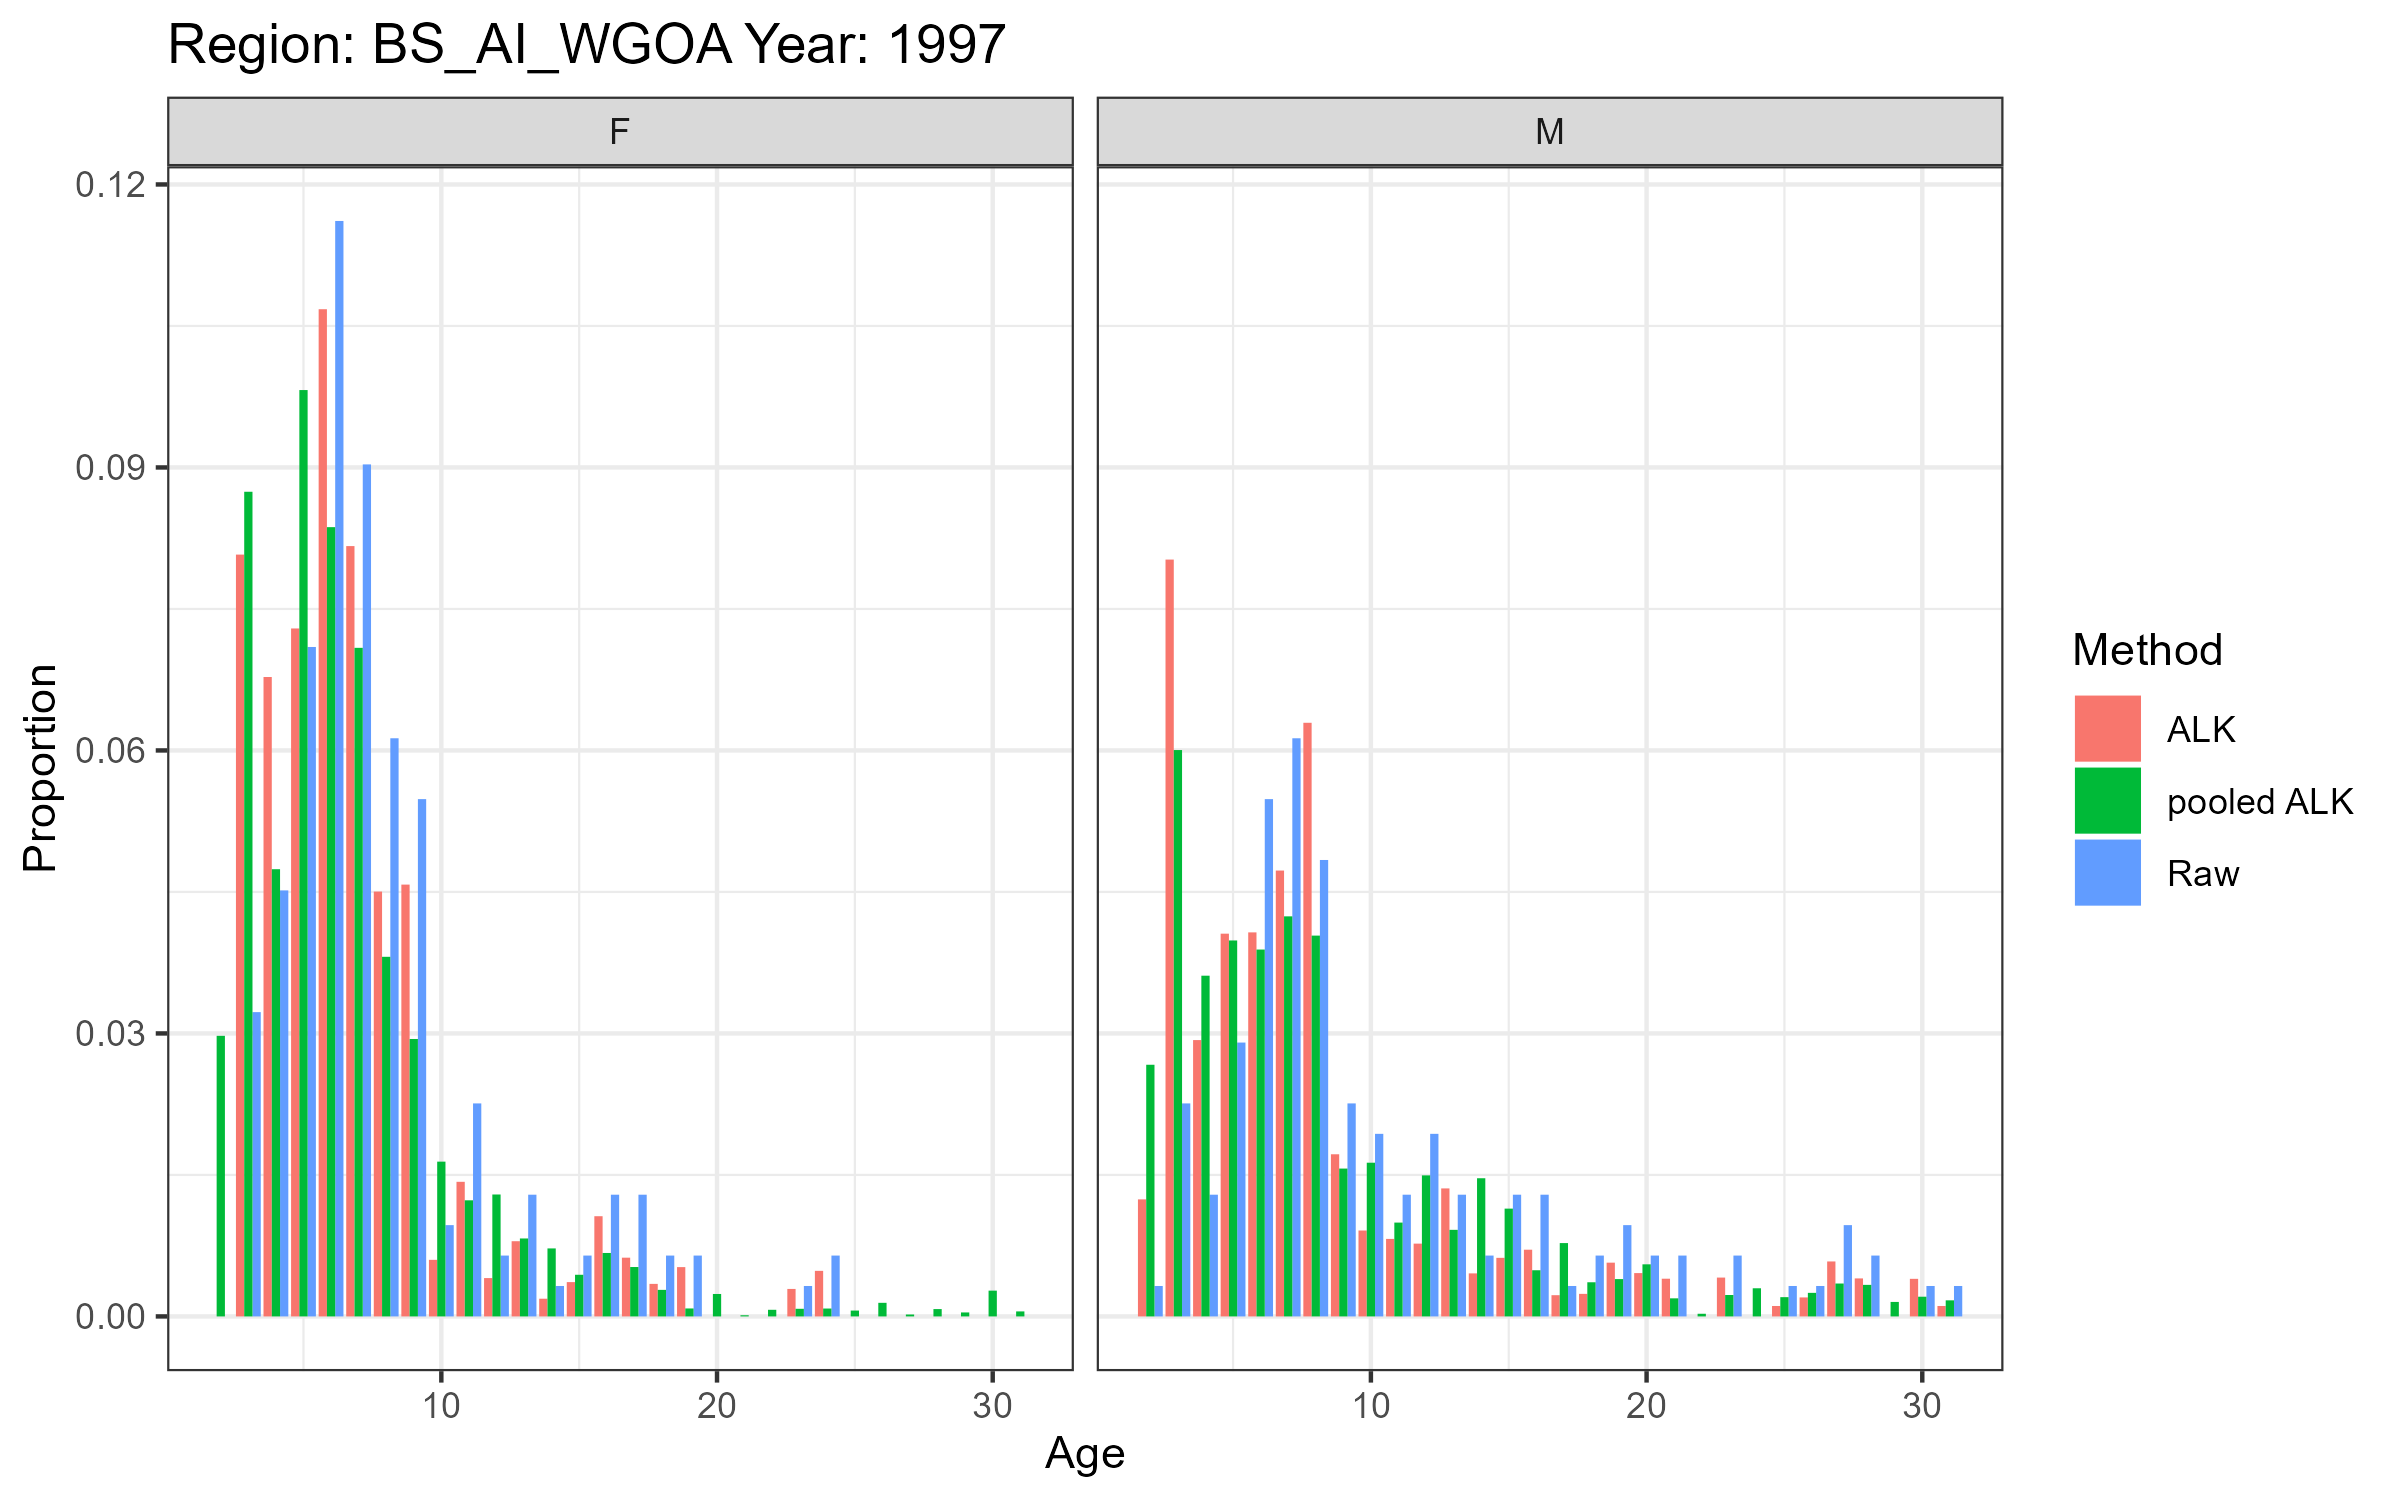 Region: BS_AI_WGOA Year: 1997
F
M
0.12
0.09
0.06
0.03
0.00
Proportion
10
20
30
10
20
30
Age
Method
ALK
pooled ALK
Raw